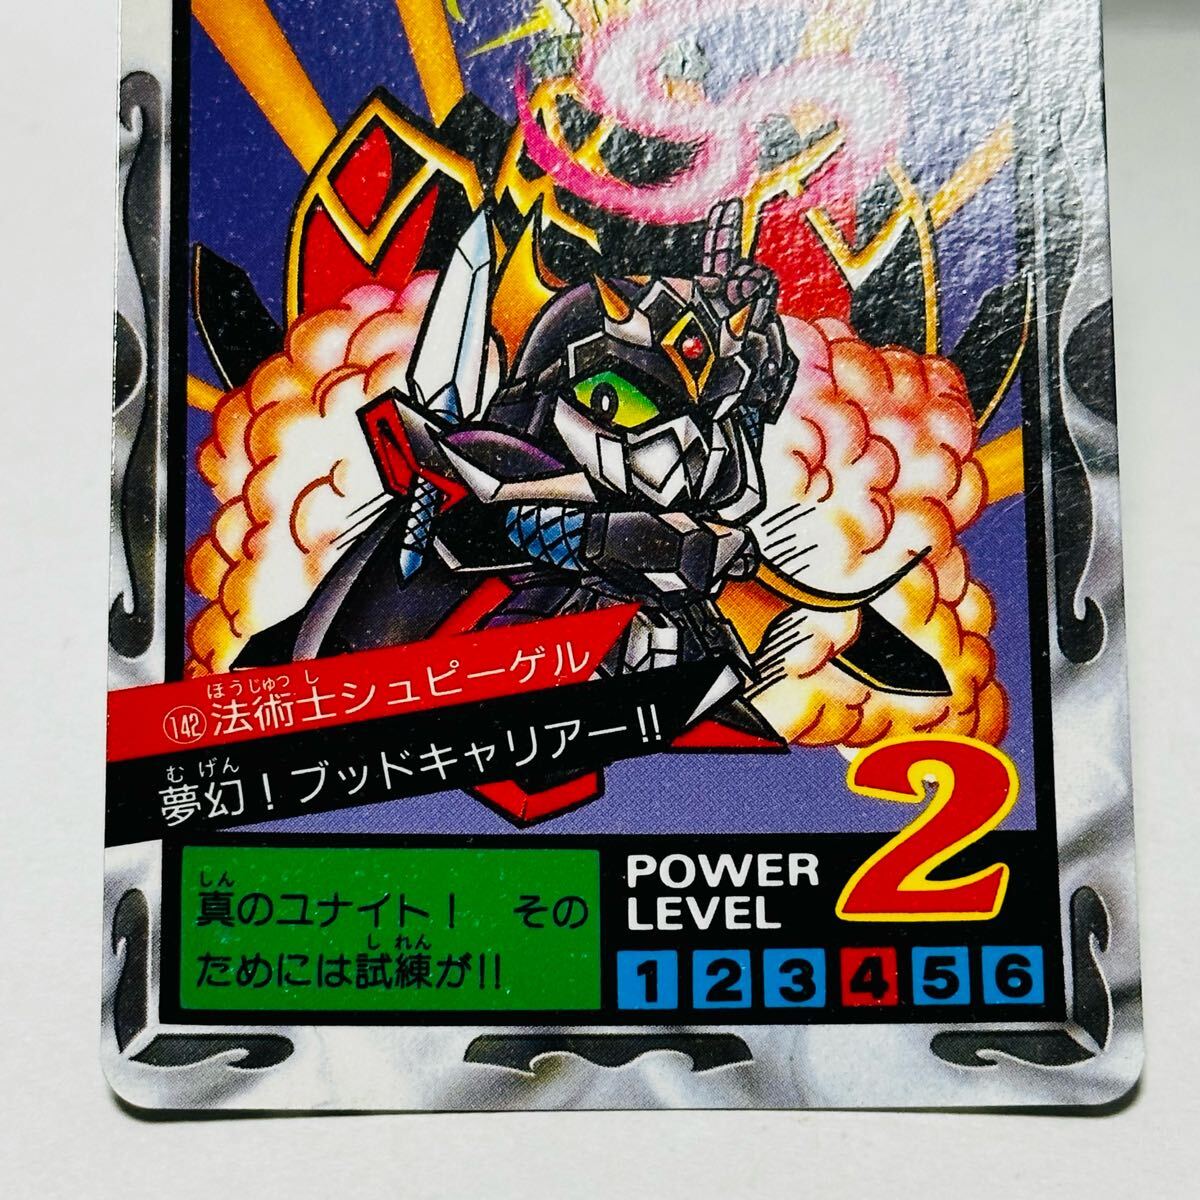 142 法術士シュピーゲル
ほうじゅつし
夢幻！ブッドキャリアー!!
むげん
真のユナイト！　その
しん
ためには試練が!!
しれん
POWER
LEVEL
2
1 2 3 4 5 6